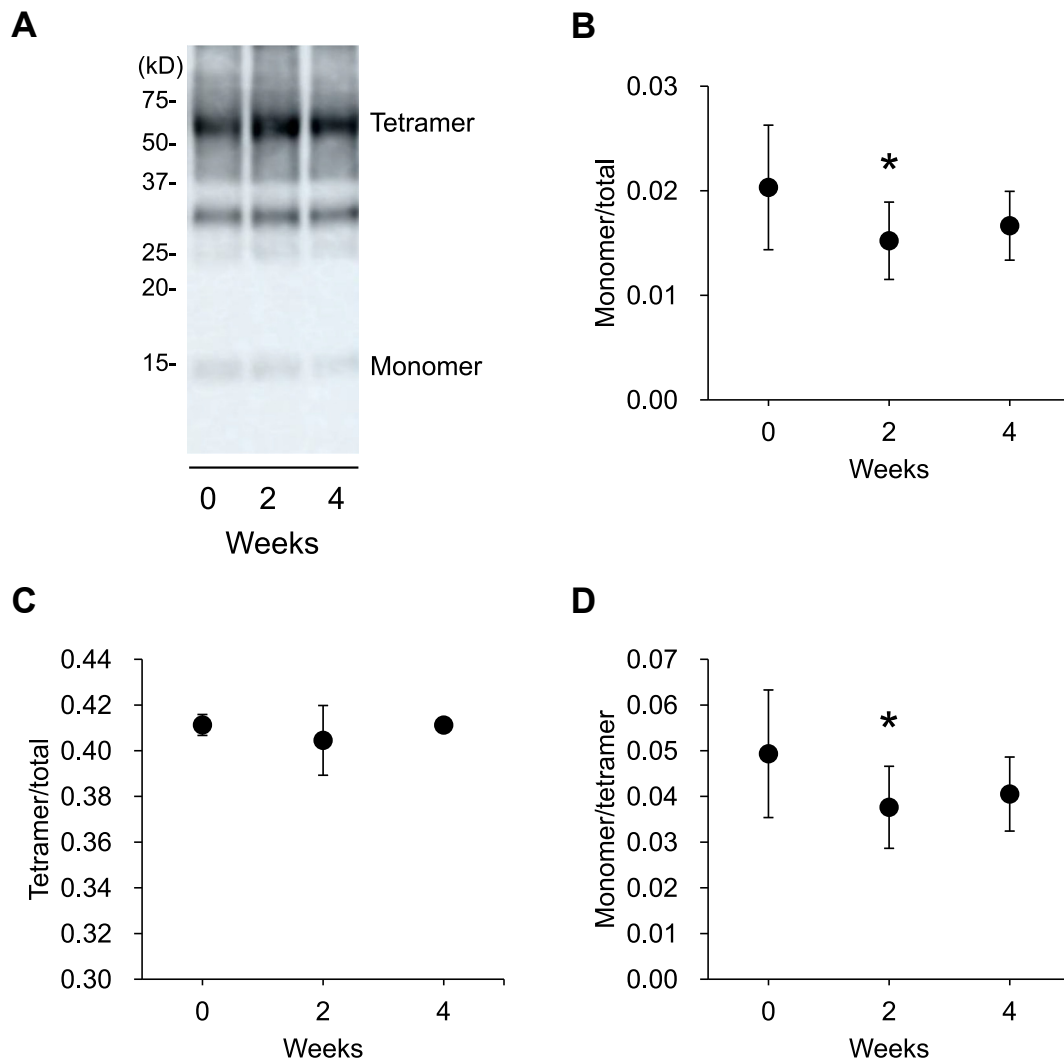 A
(kD)
75-
50-
37-
25-
20-
15-
Tetramer
Monomer
0 2 4
Weeks
B
Monomer/total
0.03
0.02
0.01
0.00
*
0 2 4
Weeks
C
Tetramer/total
0.44
0.42
0.40
0.38
0.36
0.34
0.32
0.30
0 2 4
Weeks
D
Monomer/tetramer
0.07
0.06
0.05
0.04
0.03
0.02
0.01
0.00
*
0 2 4
Weeks